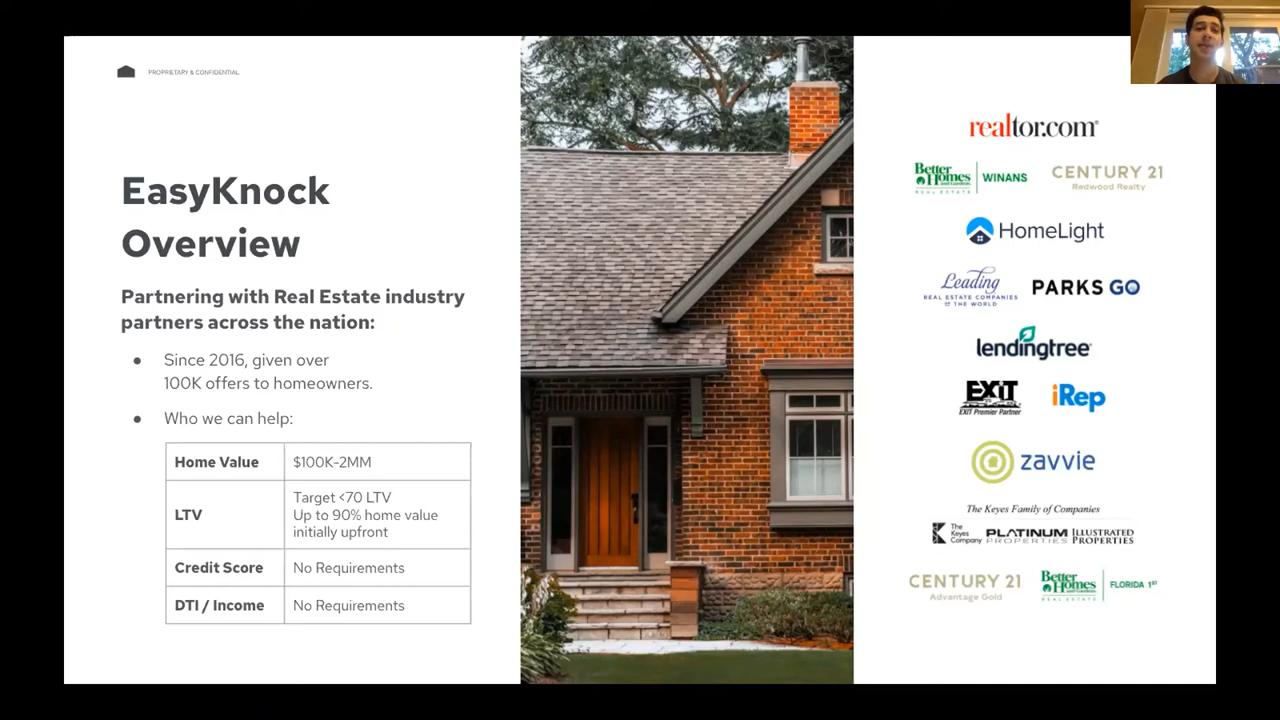 PROPRIETARY & CONFIDENTIAL
EasyKnock
Overview
Partnering with Real Estate industry
partners across the nation:
● Since 2016, given over
100K offers to homeowners.
● Who we can help:
Home Value $100K-2MM
LTV Target <70 LTV
Up to 90% home value
initially upfront
Credit Score No Requirements
DTI / Income No Requirements
realtor.com®
Better Homes and Gardens REAL ESTATE WINANS
CENTURY 21
Redwood Realty
HomeLight
Leading
REAL ESTATE COMPANIES
OF THE WORLD
PARKS GO
lendingtree
EXIT
EXIT Premier Partner
iRep
zavvie
The Keyes Family of Companies
The Keyes Company
PLATINUM PROPERTIES
ILLUSTRATED PROPERTIES
CENTURY 21
Advantage Gold
Better Homes and Gardens REAL ESTATE FLORIDA 1ST